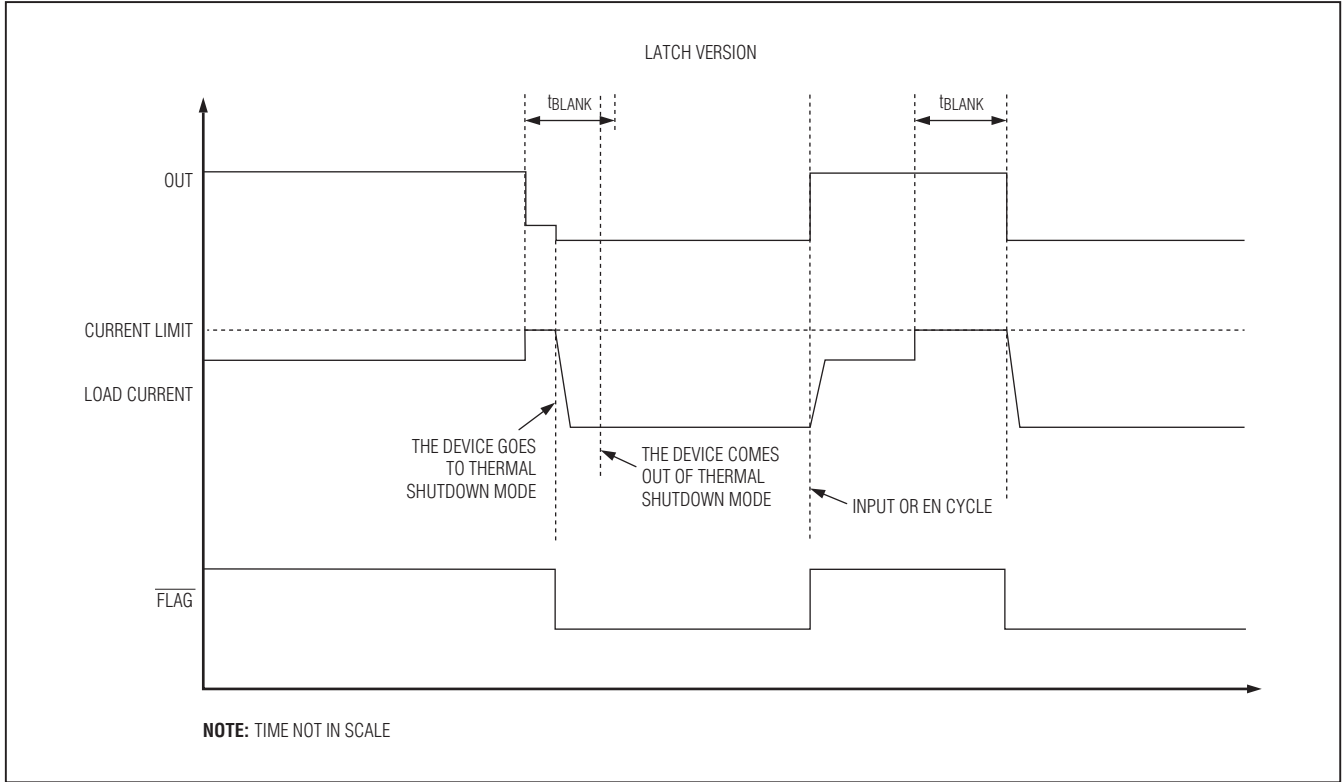 LATCH VERSION
tBLANK
tBLANK
OUT
CURRENT LIMIT
LOAD CURRENT
THE DEVICE GOES
TO THERMAL
SHUTDOWN MODE
THE DEVICE COMES
OUT OF THERMAL
SHUTDOWN MODE
INPUT OR EN CYCLE
FLAG
NOTE: TIME NOT IN SCALE